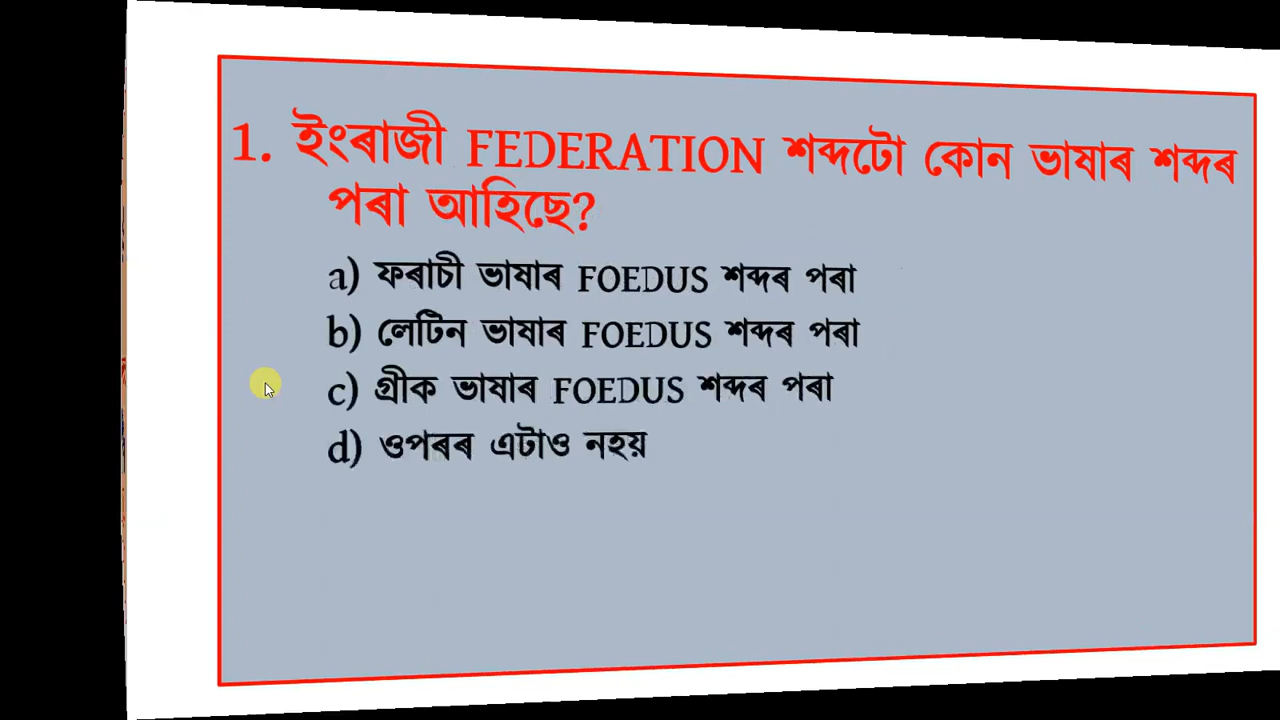 1. ইংৰাজী FEDERATION শব্দটো কোন ভাষাৰ শব্দৰ
পৰা আহিছে?
a) ফৰাচী ভাষাৰ FOEDUS শব্দৰ পৰা
b) লেটিন ভাষাৰ FOEDUS শব্দৰ পৰা
c) গ্ৰীক ভাষাৰ FOEDUS শব্দৰ পৰা
d) ওপৰৰ এটাও নহয়